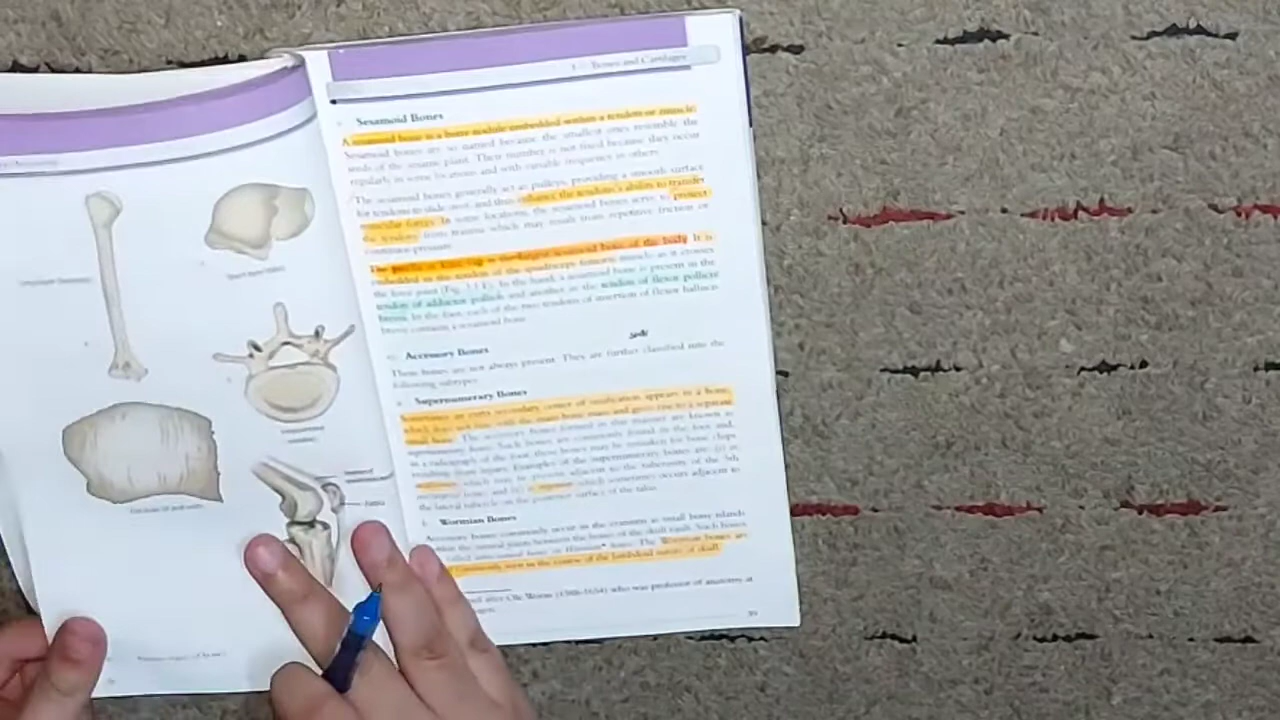 Bones and Cartilages
Sesamoid Bones
A sesamoid bone is a bony nodule embedded within a tendon or muscle.
Sesamoid bones are so named because the smallest ones resemble the
seeds of the sesame plant. Their number is not fixed because they occur
regularly in some locations and with variable frequency in others.
The sesamoid bones generally act as pulleys, providing a smooth surface
for tendons to slide over, and thus enhance the tendon's ability to transfer
muscular forces. In some locations, the sesamoid bones serve to protect
the tendons from trauma which may result from repetitive friction or
continuous pressure.
The patella is the largest sesamoid bone of the body. It is
embedded in the tendon of the quadriceps femoris muscle as it crosses
the knee joint (Fig. In the hand, a sesamoid bone is present in the
tendon of adductor pollicis and another in the tendon of flexor pollicis
brevis. In the foot, each of the two tendons of insertion of flexor hallucis
brevis contains a sesamoid bone.
Accessory Bones
These bones are not always present. They are further classified into the
following subtypes
a. Supernumerary Bones
Sometimes an extra secondary center of ossification appears in a bone,
which does not fuse with the main bone mass and gives rise to a separate
small bone. The accessory bones formed in this manner are known as
supernumerary bones. Such bones are commonly found in the foot and,
in a radiograph of the foot, these bones may be mistaken for bone chips
resulting from injury. Examples of the supernumerary bones are: (i) os
which may be present adjacent to the tuberosity of the 5th
metatarsal bone; and (ii) os which sometimes occurs adjacent to
the lateral tubercle on the posterior surface of the talus.
b. Wormian Bones
Accessory bones commonly occur in the cranium as small bony islands
within the sutural joints between the bones of the skull vault. Such bones
called sutural bones or Wormian* bones. The Wormian bones are
commonly seen in the course of the lambdoid suture of skull.
after Ole Worm (1588-1654) who was professor of anatomy at